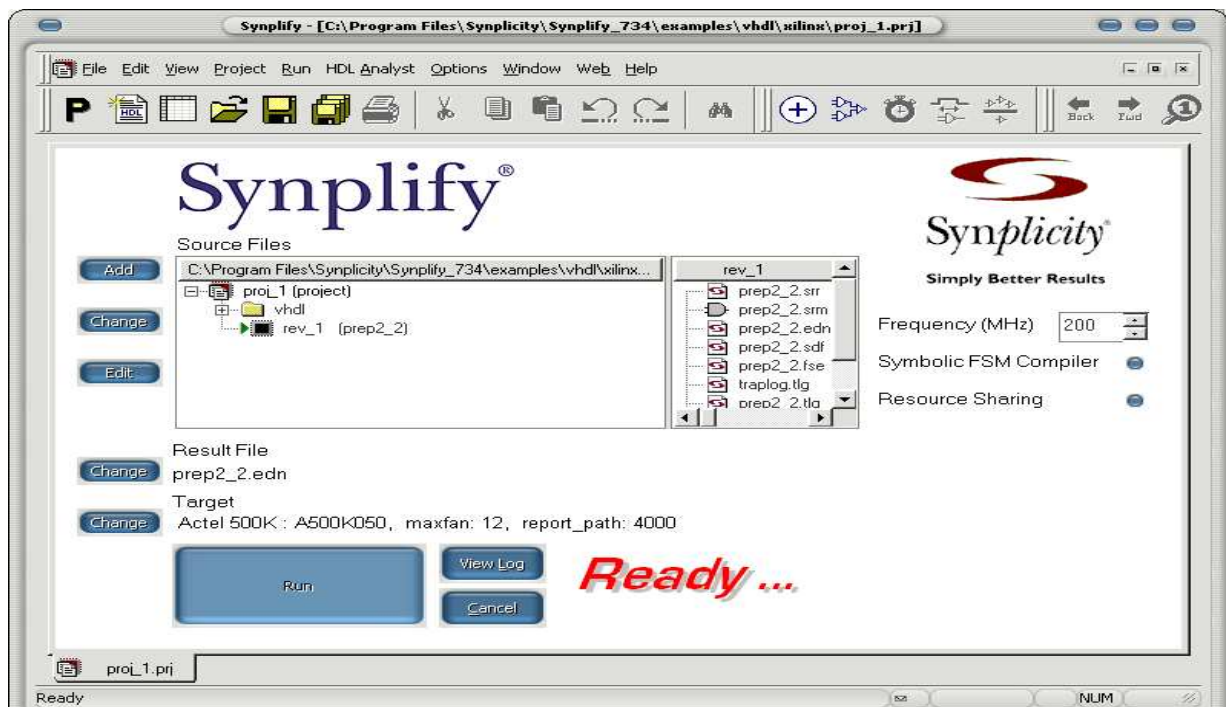 Synplify - [C:\Program Files\Synplicity\Synplify_734\examples\vhdl\xilinx\proj_1.prj]
File Edit View Project Run HDL Analyst Options Window Web Help
P HDL Back Fwd 1
Synplify®
Synplicity®
Simply Better Results
Source Files
Add
Change
Edit
C:\Program Files\Synplicity\Synplify_734\examples\vhdl\xilinx...
proj_1 (project)
vhdl
rev_1 (prep2_2)
rev_1
prep2_2.srr
prep2_2.srm
prep2_2.edn
prep2_2.sdf
prep2_2.fse
traplog.tlg
prep2_2.tlg
Frequency (MHz) 200
Symbolic FSM Compiler
Resource Sharing
Result File
Change prep2_2.edn
Target
Change Actel 500K : A500K050, maxfan: 12, report_path: 4000
Run
View Log
Cancel
Ready ...
proj_1.prj
Ready NUM